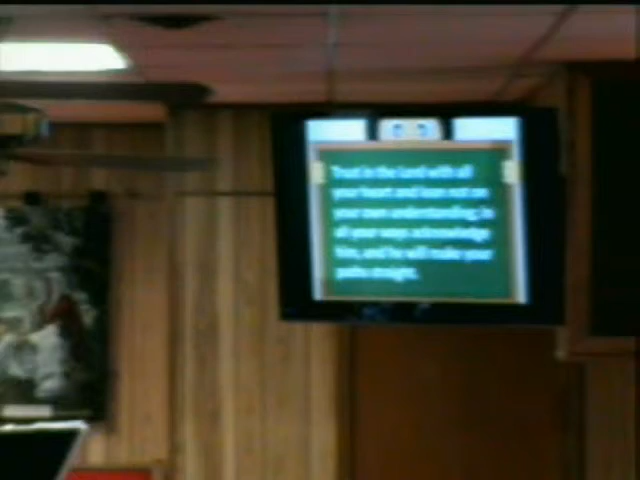 Trust in the Lord with all
your heart and lean not on
your own understanding; in
all your ways acknowledge
him, and he will make your
paths straight.